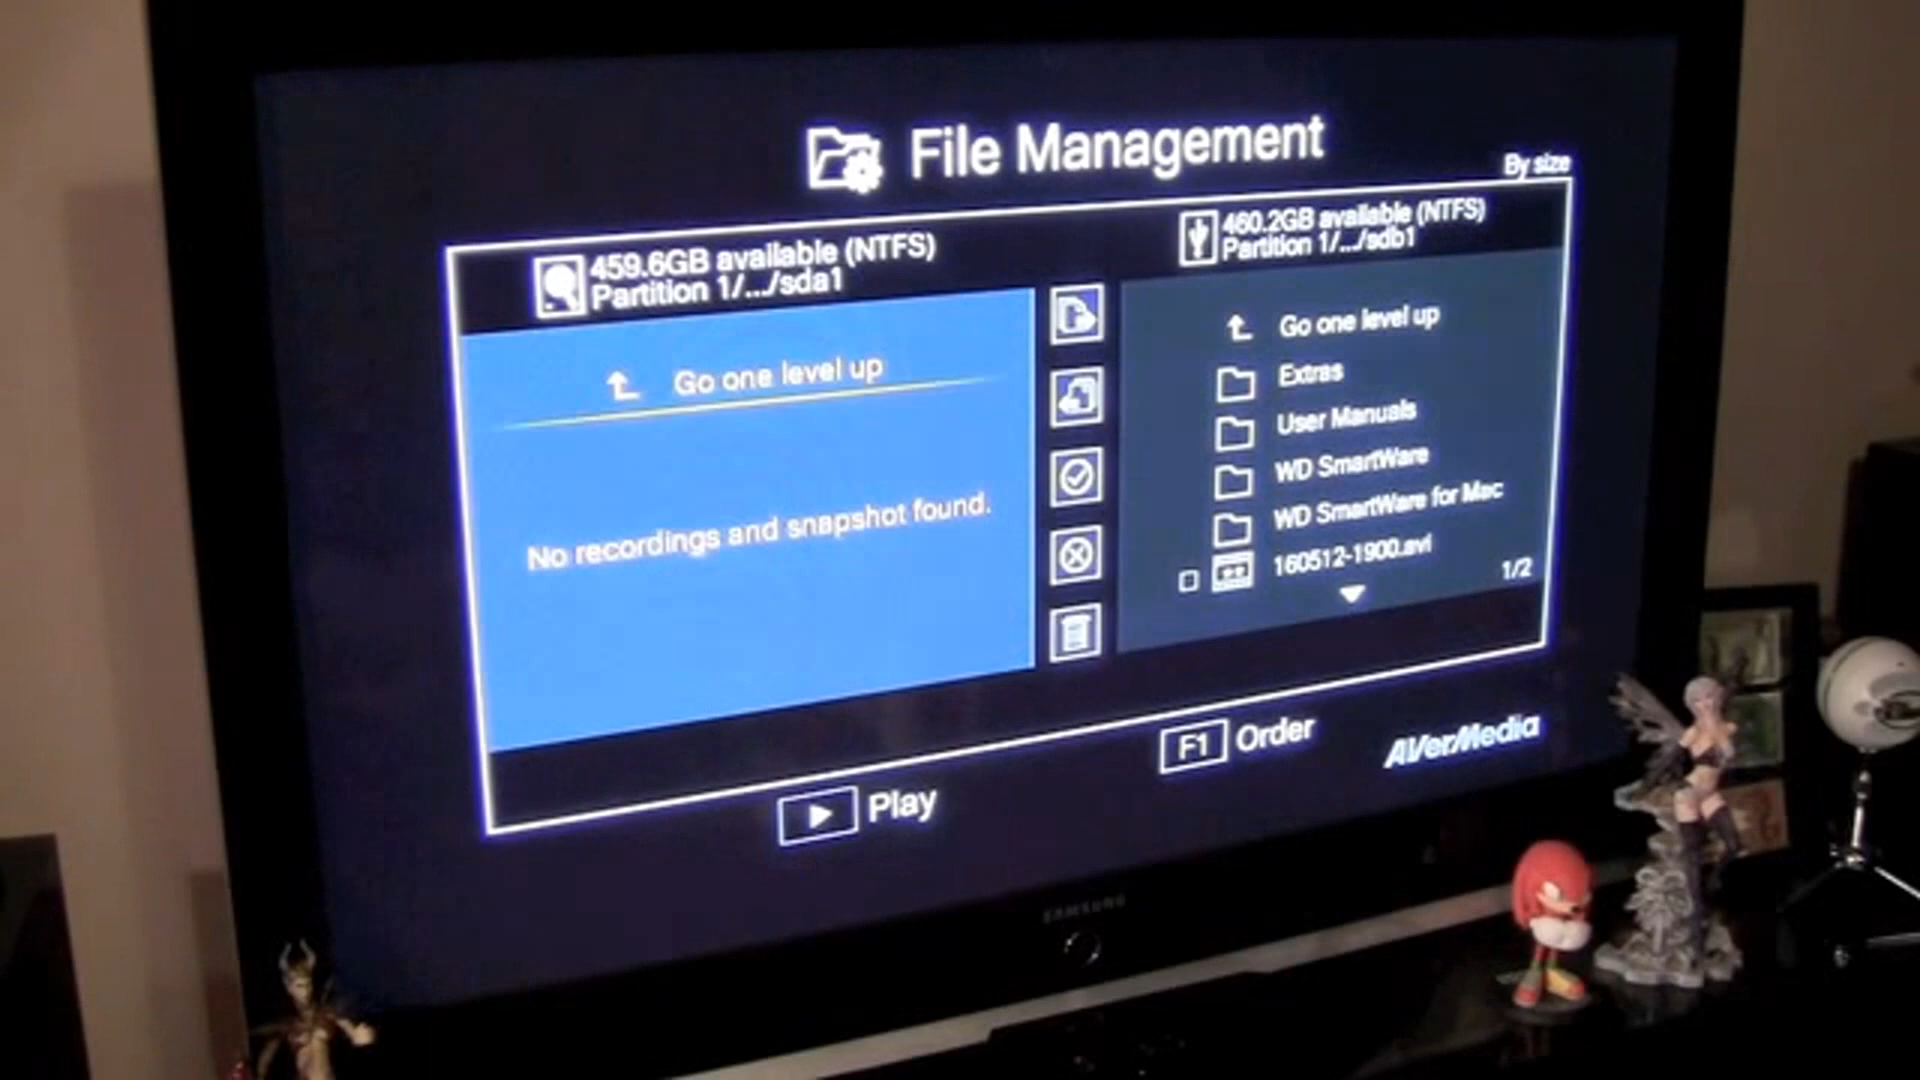 File Management
By size
459.6GB available (NTFS)
Partition 1/.../sda1
460.2GB available (NTFS)
Partition 1/.../sdb1
Go one level up
No recordings and snapshot found.
Go one level up
Extras
User Manuals
WD SmartWare
WD SmartWare for Mac
160512-1900.avi
1/2
Play
F1 Order
AVerMedia
SAMSUNG